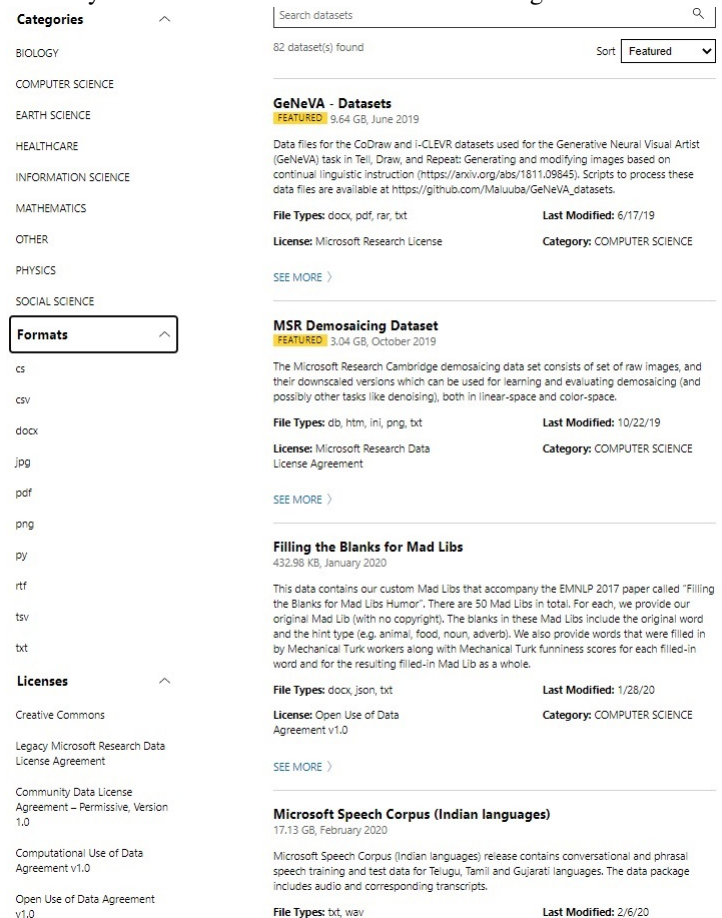 Categories
BIOLOGY
COMPUTER SCIENCE
EARTH SCIENCE
HEALTHCARE
INFORMATION SCIENCE
MATHEMATICS
OTHER
PHYSICS
SOCIAL SCIENCE
Formats
cs
csv
docx
jpg
pdf
png
py
rtf
tsv
txt
Licenses
Creative Commons
Legacy Microsoft Research Data
License Agreement
Community Data License
Agreement – Permissive, Version
1.0
Computational Use of Data
Agreement v1.0
Open Use of Data Agreement
v1.0
Search datasets
82 dataset(s) found
Sort Featured
GeNeVA - Datasets
FEATURED 9.64 GB, June 2019
Data files for the CoDraw and i-CLEVR datasets used for the Generative Neural Visual Artist
(GeNeVA) task in Tell, Draw, and Repeat: Generating and modifying images based on
continual linguistic instruction (https://arxiv.org/abs/1811.09845). Scripts to process these
data files are available at https://github.com/Maluuba/GeNeVA_datasets.
File Types: docx, pdf, rar, txt
Last Modified: 6/17/19
License: Microsoft Research License
Category: COMPUTER SCIENCE
SEE MORE
MSR Demosaicing Dataset
FEATURED 3.04 GB, October 2019
The Microsoft Research Cambridge demosaicing data set consists of set of raw images, and
their downscaled versions which can be used for learning and evaluating demosaicing (and
possibly other tasks like denoising), both in linear-space and color-space.
File Types: db, htm, ini, png, txt
Last Modified: 10/22/19
License: Microsoft Research Data
License Agreement
Category: COMPUTER SCIENCE
SEE MORE
Filling the Blanks for Mad Libs
432.98 KB, January 2020
This data contains our custom Mad Libs that accompany the EMNLP 2017 paper called "Filling
the Blanks for Mad Libs Humor". There are 50 Mad Libs in total. For each, we provide our
original Mad Lib (with no copyright). The blanks in these Mad Libs include the original word
and the hint type (e.g. animal, food, noun, adverb). We also provide words that were filled in
by Mechanical Turk workers along with Mechanical Turk funniness scores for each filled-in
word and for the resulting filled-in Mad Lib as a whole.
File Types: docx, json, txt
Last Modified: 1/28/20
License: Open Use of Data
Agreement v1.0
Category: COMPUTER SCIENCE
SEE MORE
Microsoft Speech Corpus (Indian languages)
17.13 GB, February 2020
Microsoft Speech Corpus (Indian languages) release contains conversational and phrasal
speech training and test data for Telugu, Tamil and Gujarati languages. The data package
includes audio and corresponding transcripts.
File Types: txt, wav
Last Modified: 2/6/20